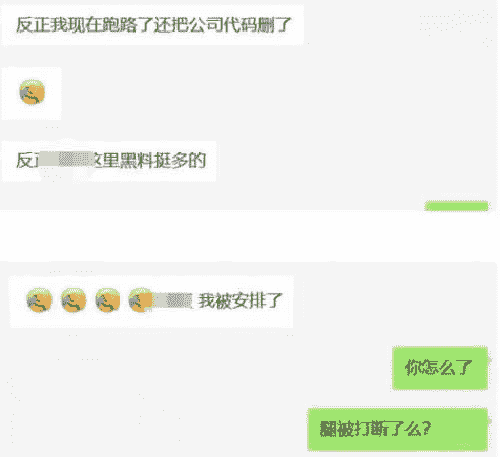 反正我现在跑路了还把公司代码删了
反正这里黑料挺多的
我被安排了
你怎么了
腿被打断了么?